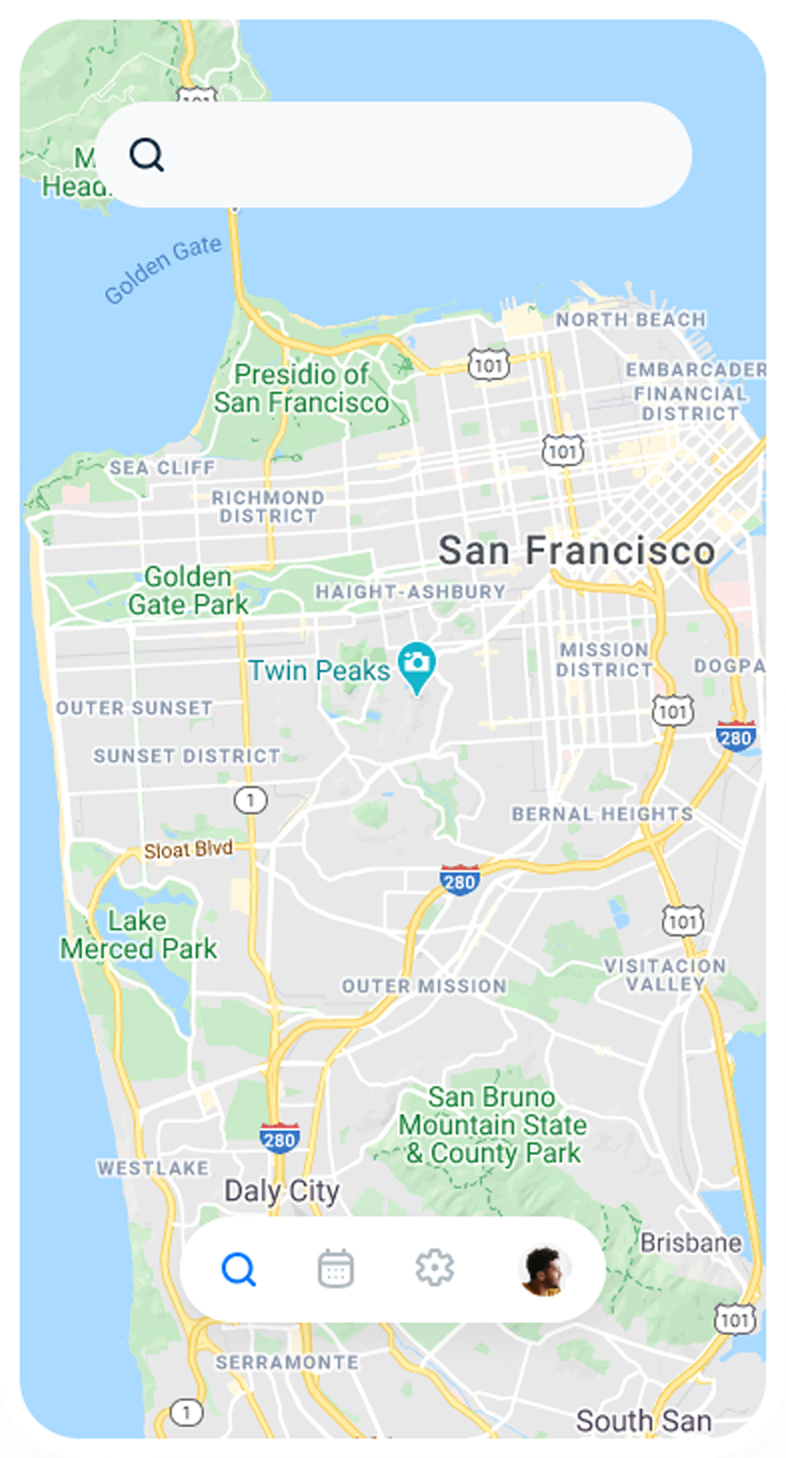 101
Golden Gate
NORTH BEACH
Presidio of
San Francisco
101
EMBARCADER
FINANCIAL
DISTRICT
101
SEA CLIFF
RICHMOND
DISTRICT
San Francisco
Golden
Gate Park
HAIGHT-ASHBURY
Twin Peaks
MISSION
DISTRICT
DOGPA
OUTER SUNSET
101
280
SUNSET DISTRICT
1
BERNAL HEIGHTS
Sloat Blvd
280
Lake
Merced Park
101
VISITACION
VALLEY
OUTER MISSION
San Bruno
Mountain State
& County Park
280
WESTLAKE
Daly City
Brisbane
101
SERRAMONTE
1
South San